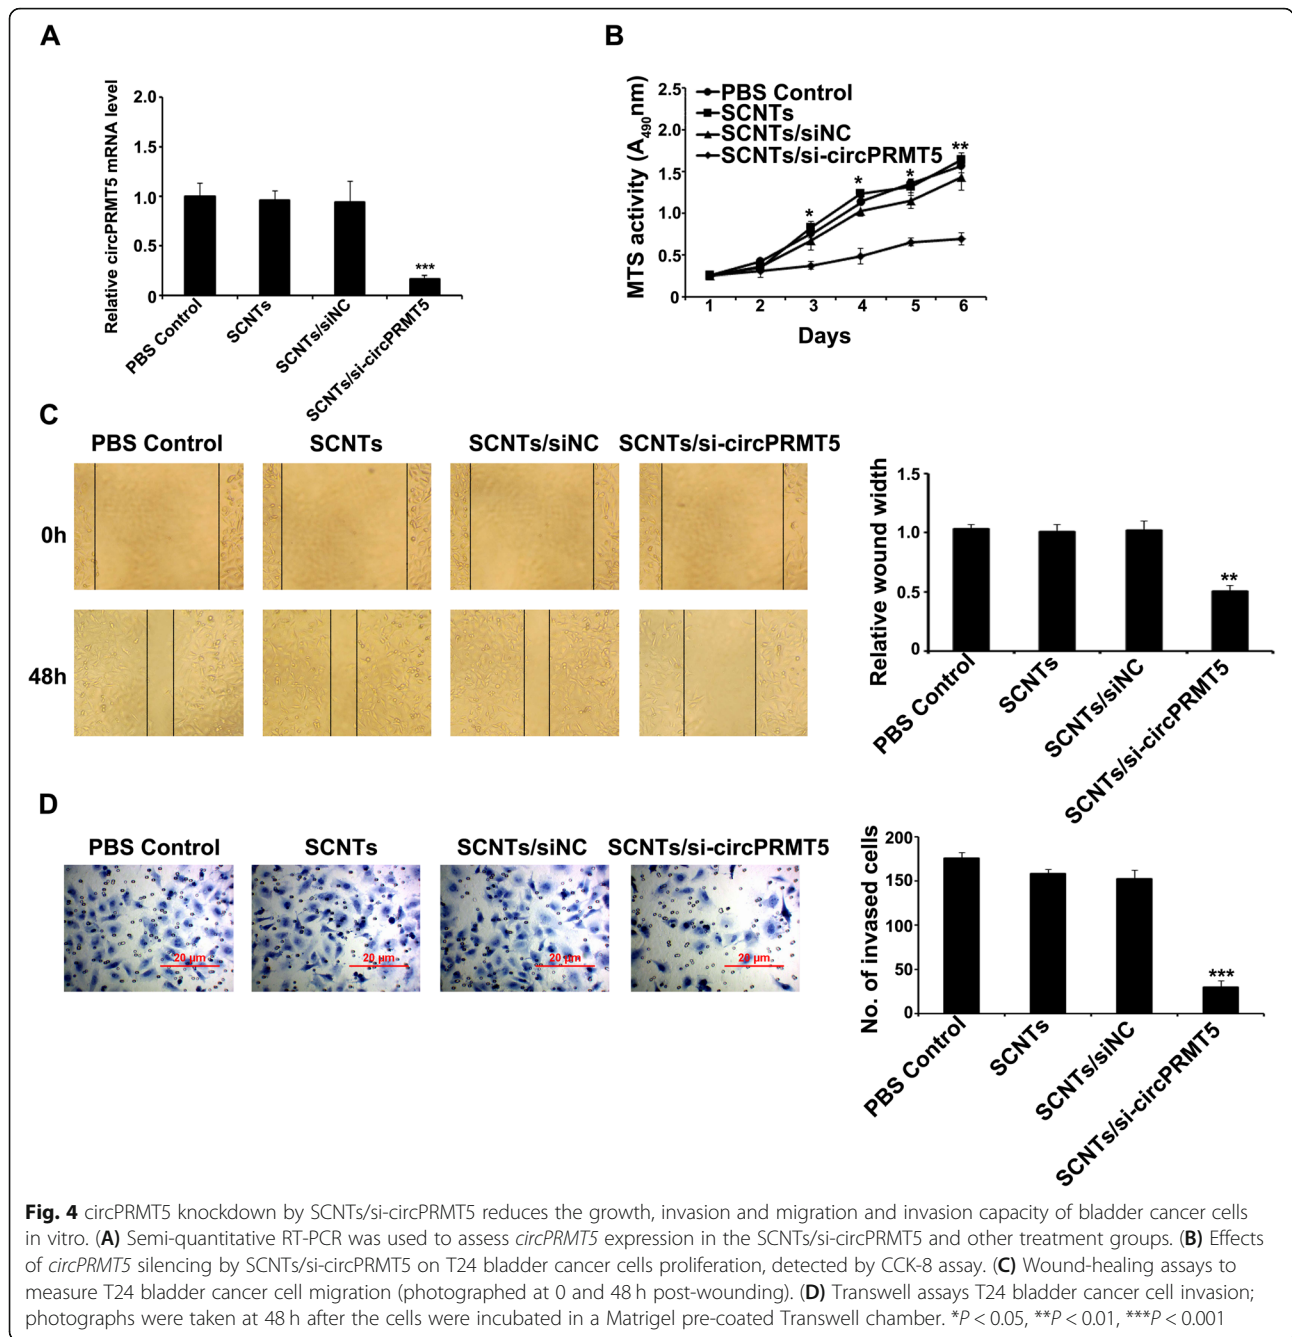 A
Relative circPRMT5 mRNA level
2.0
1.5
1.0
0.5
0
PBS Control
SCNTs
SCNTs/siNC
SCNTs/si-circPRMT5
***
B
MTS activity (A490nm)
2.5
2.0
1.5
1.0
0.5
0
PBS Control
SCNTs
SCNTs/siNC
SCNTs/si-circPRMT5
*
*
*
**
1 2 3 4 5 6
Days
C
PBS Control SCNTs SCNTs/siNC SCNTs/si-circPRMT5
0h
48h
Relative wound width
1.5
1.0
0.5
0
**
PBS Control
SCNTs
SCNTs/siNC
SCNTs/si-circPRMT5
D
PBS Control SCNTs SCNTs/siNC SCNTs/si-circPRMT5
20 μm 20 μm 20 μm 20 μm
No. of invased cells
200
150
100
50
0
***
PBS Control
SCNTs
SCNTs/siNC
SCNTs/si-circPRMT5
Fig. 4 circPRMT5 knockdown by SCNTs/si-circPRMT5 reduces the growth, invasion and migration and invasion capacity of bladder cancer cells
in vitro. (A) Semi-quantitative RT-PCR was used to assess circPRMT5 expression in the SCNTs/si-circPRMT5 and other treatment groups. (B) Effects
of circPRMT5 silencing by SCNTs/si-circPRMT5 on T24 bladder cancer cells proliferation, detected by CCK-8 assay. (C) Wound-healing assays to
measure T24 bladder cancer cell migration (photographed at 0 and 48 h post-wounding). (D) Transwell assays T24 bladder cancer cell invasion;
photographs were taken at 48 h after the cells were incubated in a Matrigel pre-coated Transwell chamber. *P < 0.05, **P < 0.01, ***P < 0.001